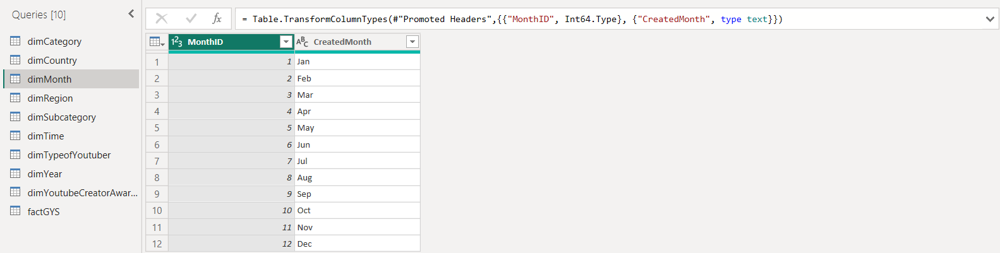 Queries [10]
dimCategory
dimCountry
dimMonth
dimRegion
dimSubcategory
dimTime
dimTypeofYoutuber
dimYear
dimYoutubeCreatorAwar...
factGYS
fx = Table.TransformColumnTypes(#"Promoted Headers",{{"MonthID", Int64.Type}, {"CreatedMonth", type text}})
123 MonthID ABC CreatedMonth
1 1 Jan
2 2 Feb
3 3 Mar
4 4 Apr
5 5 May
6 6 Jun
7 7 Jul
8 8 Aug
9 9 Sep
10 10 Oct
11 11 Nov
12 12 Dec